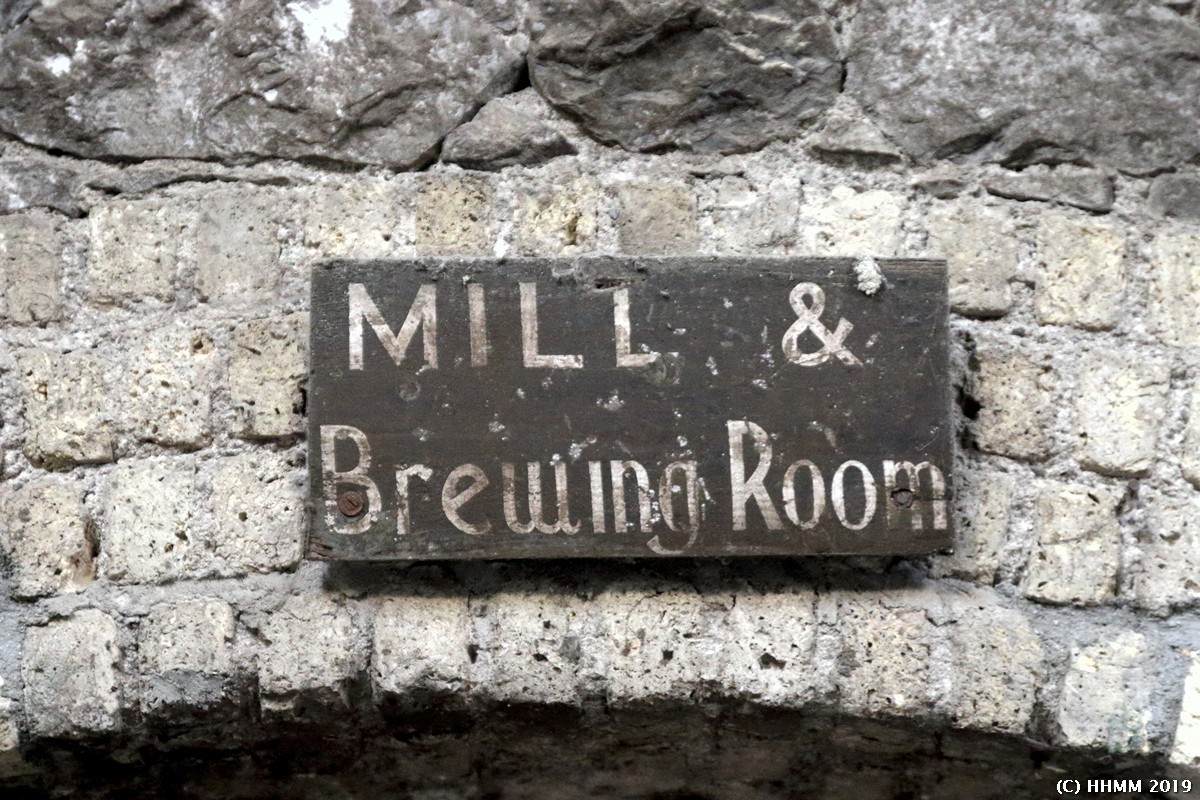 MILL &
Brewing Room
(C) HHMM 2019